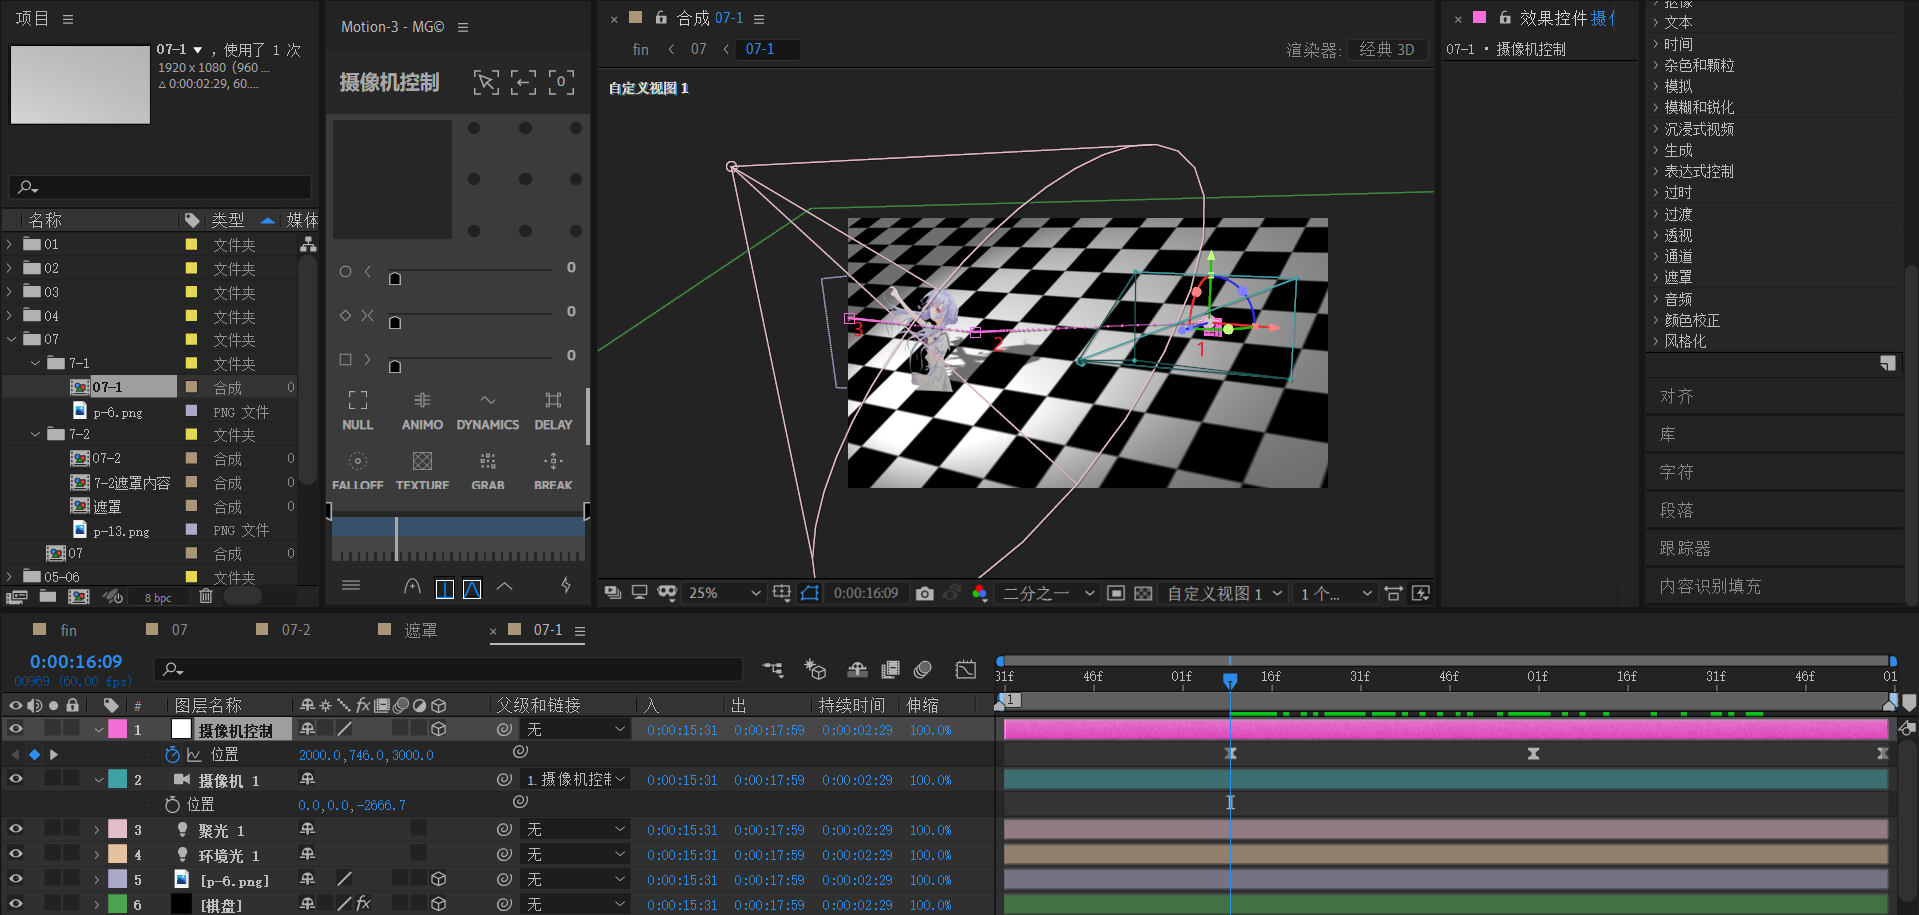 项目
07-1 ▼ ，使用了 1 次
1920 x 1080 (960 ...
Δ 0:00:02:29, 60....
名称
类型
媒体
01
文件夹
02
文件夹
03
文件夹
04
文件夹
07
文件夹
7-1
文件夹
07-1
合成
0
p-6.png
PNG 文件
7-2
文件夹
07-2
合成
0
7-2遮罩内容
合成
0
遮罩
合成
0
p-13.png
PNG 文件
07
合成
0
05-06
文件夹
8 bpc
Motion-3 - MG©
摄像机控制
0
0
0
0
NULL
ANIMO
DYNAMICS
DELAY
FALLOFF
TEXTURE
GRAB
BREAK
合成 07-1
fin
07
07-1
渲染器:
经典 3D
自定义视图 1
3
2
1
25%
0:00:16:09
二分之一
自定义视图 1
1 个...
效果控件
07-1 · 摄像机控制
抠像
文本
时间
杂色和颗粒
模拟
模糊和锐化
沉浸式视频
生成
表达式控制
过时
过渡
透视
通道
遮罩
音频
颜色校正
风格化
对齐
库
字符
段落
跟踪器
内容识别填充
fin
07
07-2
遮罩
07-1
0:00:16:09
00969 (60.00 fps)
31f
46f
01f
16f
31f
46f
01f
16f
31f
46f
01
1
#
图层名称
父级和链接
入
出
持续时间
伸缩
1
摄像机控制
无
0:00:15:31
0:00:17:59
0:00:02:29
100.0%
位置
2000.0,746.0,3000.0
2
摄像机 1
1.摄像机控制
0:00:15:31
0:00:17:59
0:00:02:29
100.0%
位置
0.0,0.0,-2666.7
3
聚光 1
无
0:00:15:31
0:00:17:59
0:00:02:29
100.0%
4
环境光 1
无
0:00:15:31
0:00:17:59
0:00:02:29
100.0%
5
[p-6.png]
无
0:00:15:31
0:00:17:59
0:00:02:29
100.0%
6
[棋盘]
无
0:00:15:31
0:00:17:59
0:00:02:29
100.0%